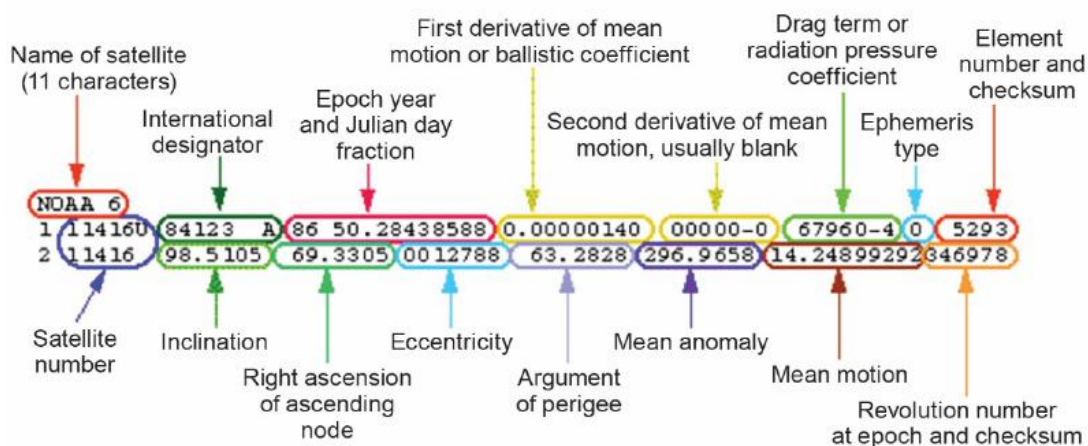 Name of satellite
(11 characters)
International
designator
Epoch year
and Julian day
fraction
First derivative of mean
motion or ballistic coefficient
Second derivative of mean
motion, usually blank
Drag term or
radiation pressure
coefficient
Ephemeris
type
Element
number and
checksum
NOAA 6
1 11416U 84123 A 86 50.28438588 0.00000140 00000-0 67960-4 0 5293
2 11416 98.5105 69.3305 0012788 63.2828 296.9658 14.24899292 346978
Satellite
number
Inclination
Right ascension
of ascending
node
Eccentricity
Argument
of perigee
Mean anomaly
Mean motion
Revolution number
at epoch and checksum